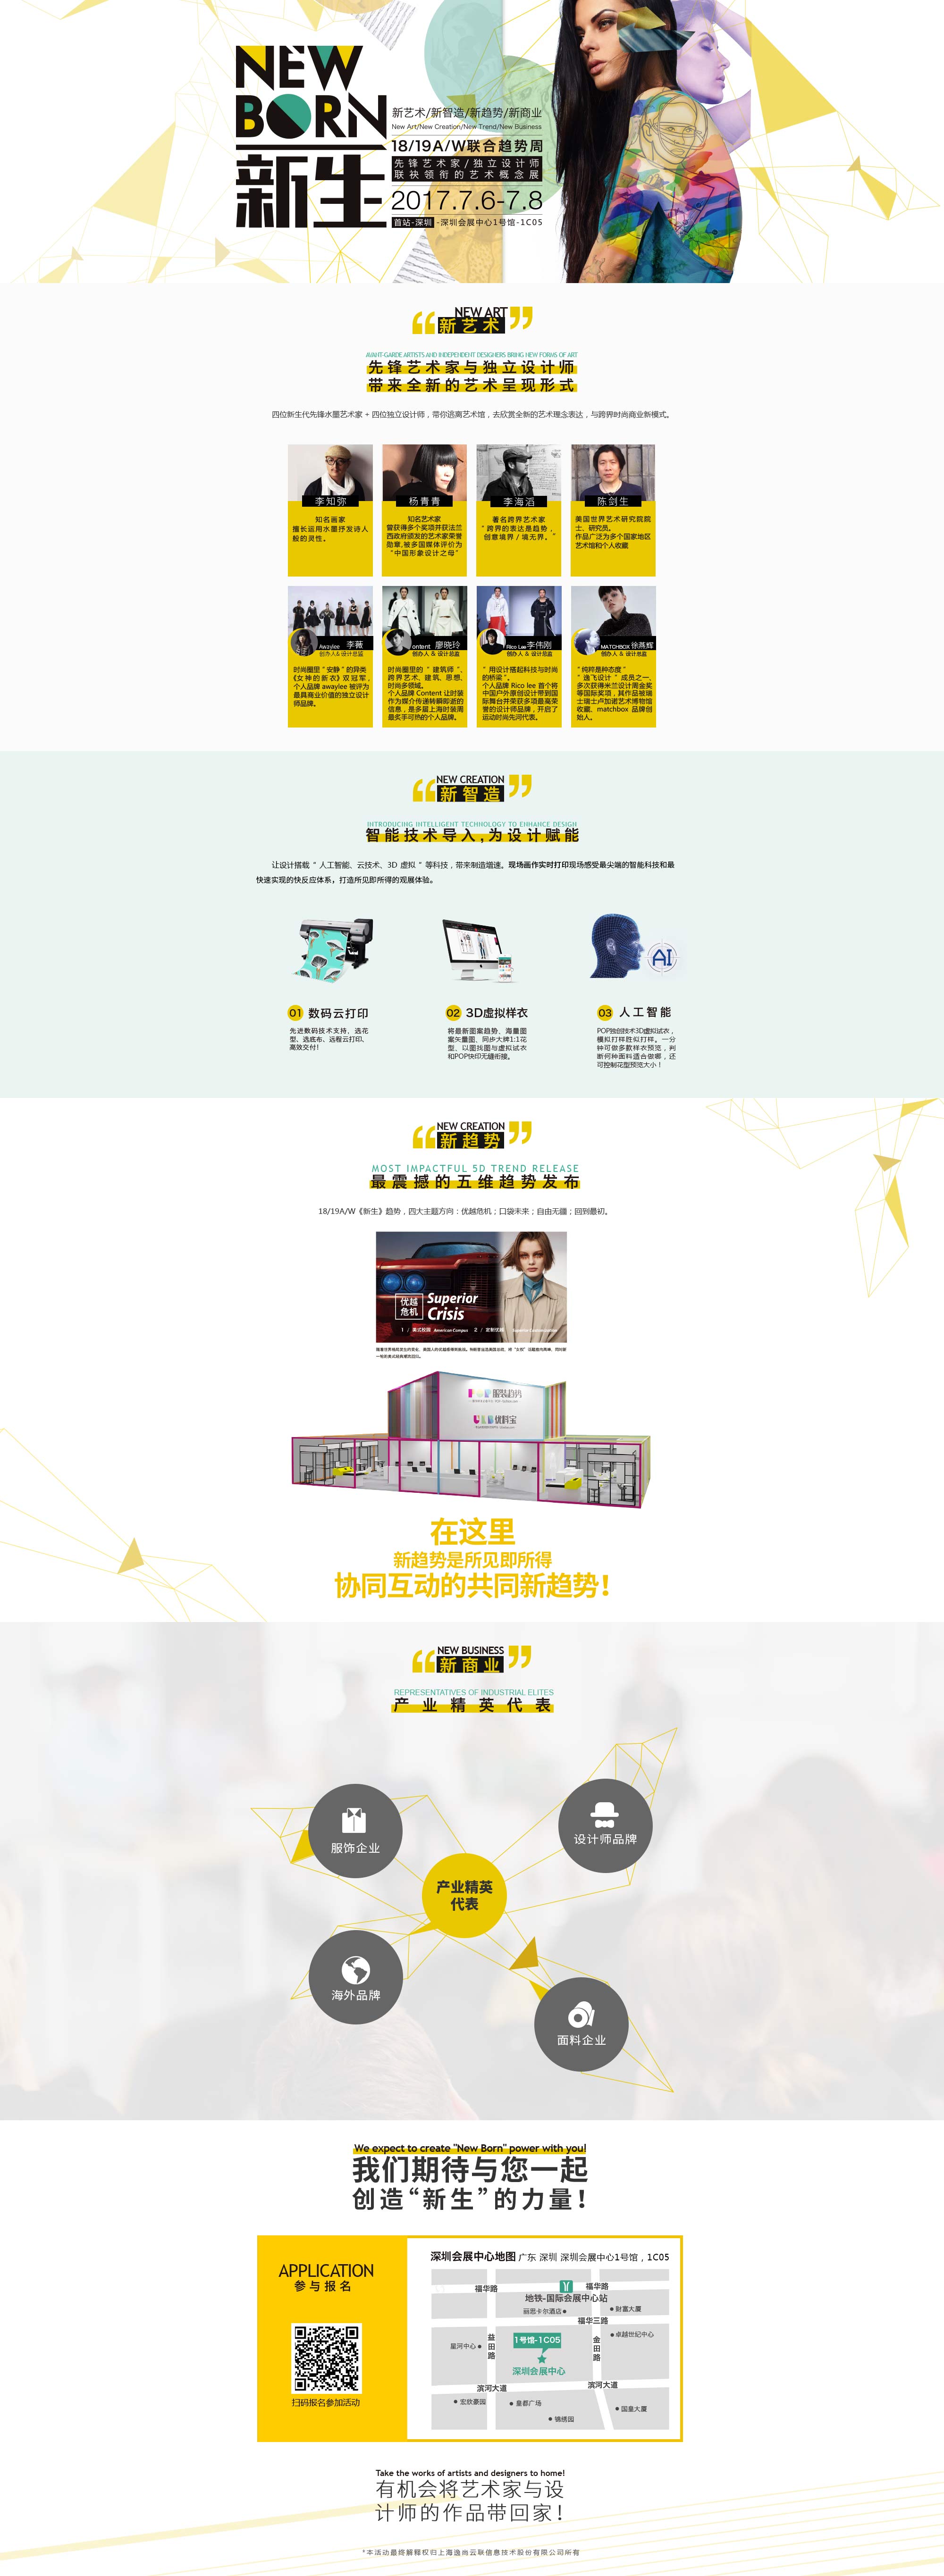 NEW
BORN
新生
新艺术/新智造/新趋势/新商业
New Art/New Creation/New Trend/New Business
18/19A/W联合趋势周
先锋艺术家/独立设计师
联袂领衔的艺术概念展
2017.7.6-7.8
首站-深圳-深圳会展中心1号馆-1C05
NEW ART
新艺术
AVANT-GARDE ARTISTS AND INDEPENDENT DESIGNERS BRING NEW FORMS OF ART
先锋艺术家与独立设计师
带来全新的艺术呈现形式
四位新生代先锋水墨艺术家 + 四位独立设计师，带你逃离艺术馆，去欣赏全新的艺术理念表达，与跨界时尚商业新模式。
李知弥
知名画家
擅长运用水墨抒发诗人
般的灵性。
杨青青
知名艺术家
曾获得多个奖项并获法兰
西政府颁发的艺术家荣誉
勋章,被多国媒体评价为
“中国形象设计之母”
李海滔
著名跨界艺术家
“跨界的表达是趋势，
创意境界/境无界。”
陈剑生
美国世界艺术研究院院
士、研究员。
作品广泛为多个国家地区
艺术馆和个人收藏
Awaylee 李薇
创办人& 设计总监
时尚圈里“安静”的异类
《女神的新衣》双冠军，
个人品牌 awaylee 被评为
最具商业价值的独立设计
师品牌。
ontent 廖晓玲
创办人 & 设计总监
时尚圈里的“建筑师”,
跨界艺术、建筑、思想、
时尚多领域。
个人品牌 Content 让时装
作为媒介传递转瞬即逝的
信息，是多届上海时装周
最炙手可热的个人品牌。
Rico Lee 李伟刚
创办人 & 设计总监
“用设计搭起科技与时尚
的桥梁”。
个人品牌 Rico lee 首个将
中国户外原创设计带到国
际舞台并荣获多项最高荣
誉的设计师品牌，开启了
运动时尚先河代表。
MATCHBOX 徐燕辉
创办人 & 设计总监
“纯粹是种态度”
“逸飞设计”成员之一,
多次获得米兰设计周金奖
等国际奖项，其作品被瑞
士瑞士卢加诺艺术博物馆
收藏、matchbox 品牌创
始人。
NEW CREATION
新智造
INTRODUCING INTELLIGENT TECHNOLOGY TO ENHANCE DESIGN
智能技术导入,为设计赋能
让设计搭载“人工智能、云技术、3D 虚拟”等科技，带来制造增速。现场画作实时打印现场感受最尖端的智能科技和最
快速实现的快反应体系，打造所见即所得的观展体验。
AI
01 数码云打印
先进数码技术支持、选花
型、选底布、远程云打印、
高效交付！
02 3D虚拟样衣
将最新图案趋势、海量图
案矢量图、同步大牌1:1花
型、以图找图与虚拟试衣
和POP快印无缝衔接。
03 人工智能
POP独创技术3D虚拟试衣，
模拟打样胜似打样。一分
钟可做多款样衣预览，判
断何种面料适合做哪，还
可控制花型预览大小！
NEW CREATION
新趋势
MOST IMPACTFUL 5D TREND RELEASE
最震撼的五维趋势发布
18/19A/W《新生》趋势，四大主题方向：优越危机；口袋未来；自由无疆；回到最初。
优越
危机
Superior
Crisis
1 / 美式校园 American Campus 2 / 定制优越
服装趋势
优料宝
在这里
新趋势是所见即所得
协同互动的共同新趋势！
NEW BUSINESS
新商业
REPRESENTATIVES OF INDUSTRIAL ELITES
产业精英代表
服饰企业
设计师品牌
产业精英
代表
海外品牌
面料企业
We expect to create "New Born" power with you!
我们期待与您一起
创造“新生”的力量！
APPLICATION
参与报名
扫码报名参加活动
深圳会展中心地图 广东 深圳 深圳会展中心1号馆，1C05
福华路
福华路
地铁-国际会展中心站
丽思卡尔酒店
财富大厦
福华三路
益田路
1号馆-1C05
金田路
卓越世纪中心
星河中心
深圳会展中心
滨河大道
滨河大道
宏欣豪园
皇都广场
国皇大厦
锦绣园
Take the works of artists and designers to home!
有机会将艺术家与设
计师的作品带回家！
*本活动最终解释权归上海逸尚云联信息技术股份有限公司所有